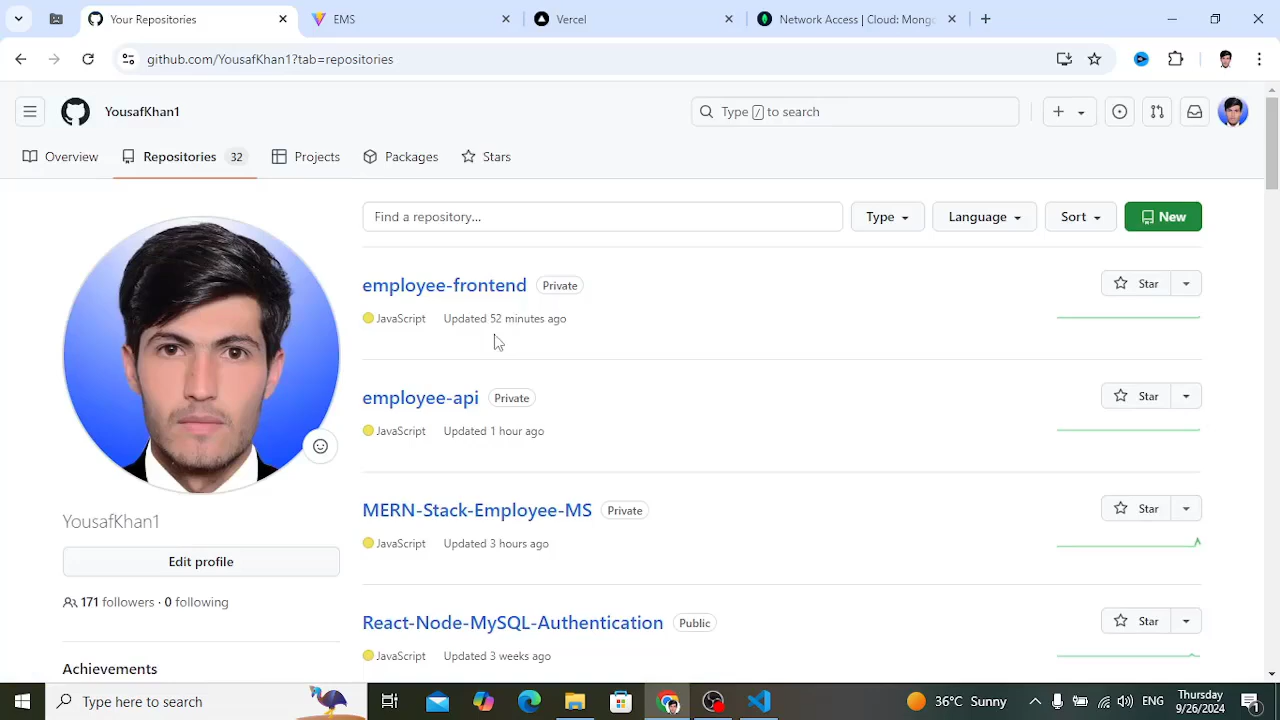 Your Repositories
EMS
Vercel
Network Access | Cloud: Mong
github.com/YousafKhan1?tab=repositories
YousafKhan1
Type / to search
Overview
Repositories 32
Projects
Packages
Stars
Find a repository...
Type
Language
Sort
New
employee-frontend Private
Star
JavaScript Updated 52 minutes ago
employee-api Private
Star
JavaScript Updated 1 hour ago
MERN-Stack-Employee-MS Private
Star
JavaScript Updated 3 hours ago
React-Node-MySQL-Authentication Public
Star
JavaScript Updated 3 weeks ago
YousafKhan1
Edit profile
171 followers · 0 following
Achievements
Type here to search
36°C Sunny
ENG
Thursday
9/26/2024